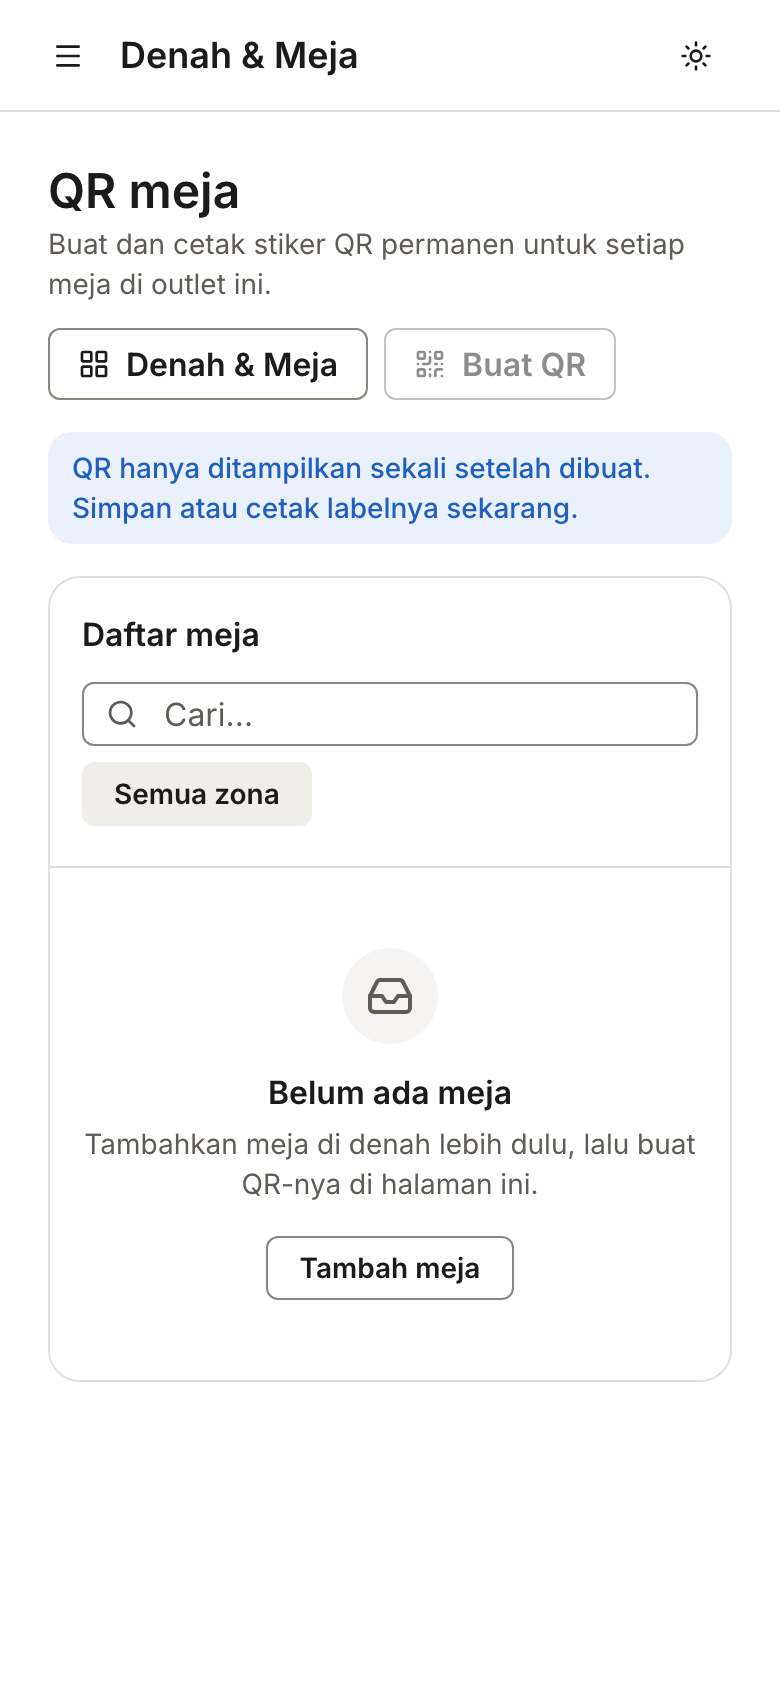 Denah & Meja
QR meja
Buat dan cetak stiker QR permanen untuk setiap
meja di outlet ini.
Denah & Meja
Buat QR
QR hanya ditampilkan sekali setelah dibuat.
Simpan atau cetak labelnya sekarang.
Daftar meja
Cari...
Semua zona
Belum ada meja
Tambahkan meja di denah lebih dulu, lalu buat
QR-nya di halaman ini.
Tambah meja